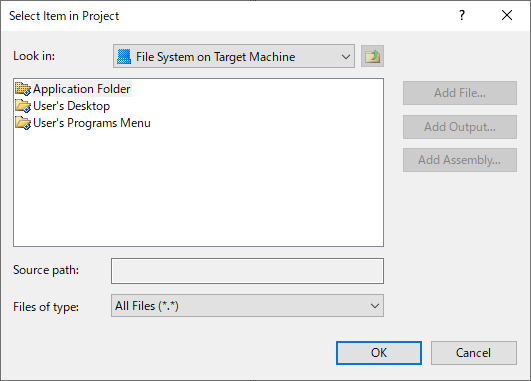 Select Item in Project
?
Look in:
File System on Target Machine
Application Folder
User's Desktop
User's Programs Menu
Add File...
Add Output...
Add Assembly...
Source path:
Files of type:
All Files (*.*)
OK
Cancel